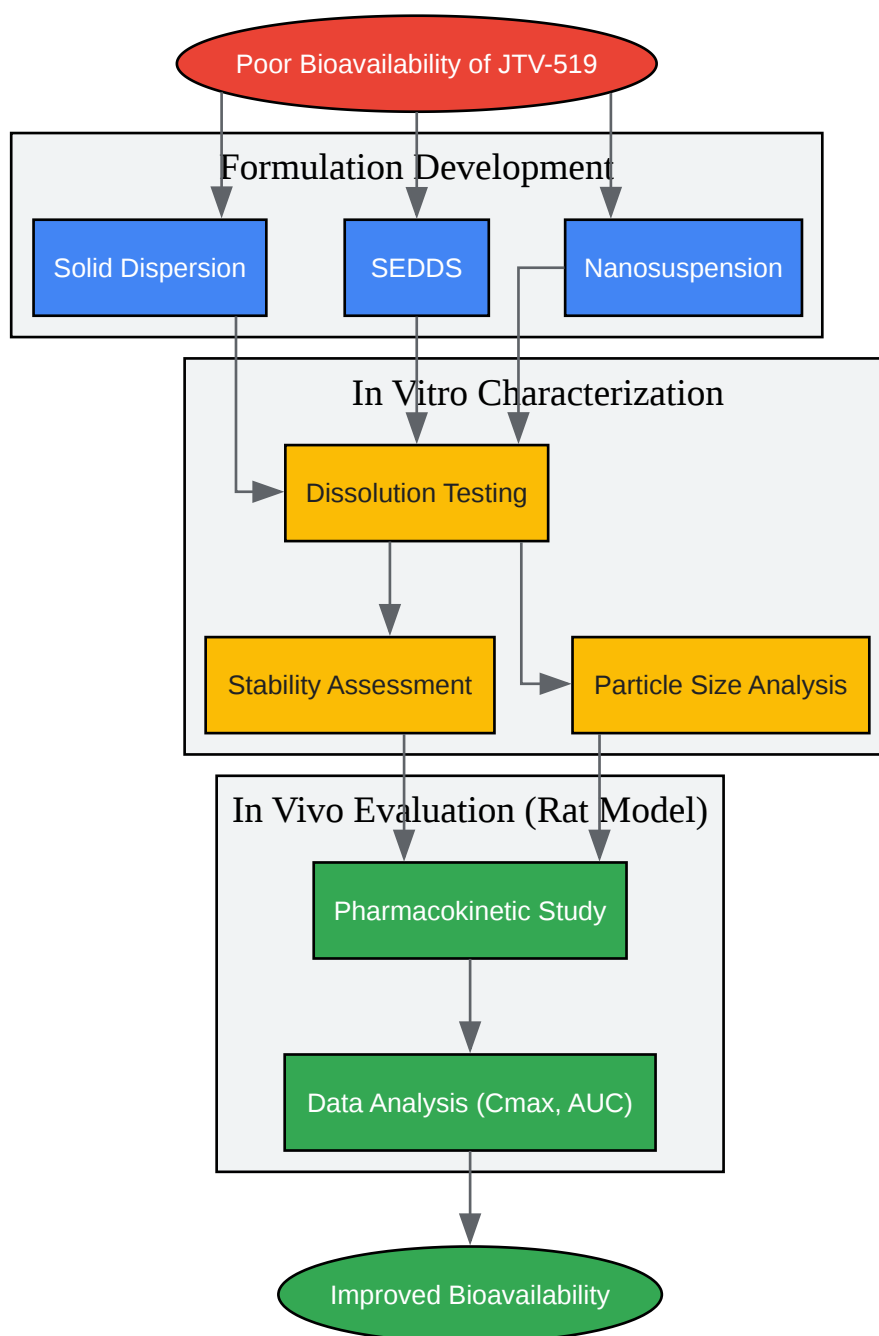 Poor Bioavailability of JTV-519
Formulation Development
Solid Dispersion
SEDDS
Nanosuspension
In Vitro Characterization
Dissolution Testing
Stability Assessment
Particle Size Analysis
In Vivo Evaluation (Rat Model)
Pharmacokinetic Study
Data Analysis (Cmax, AUC)
Improved Bioavailability